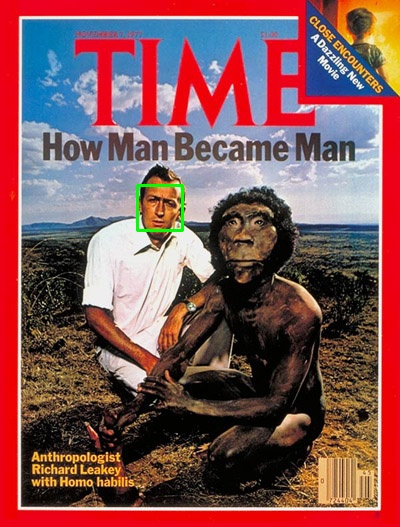 TIME
CLOSE ENCOUNTERS
A Dazzling New
Movie
How Man Became Man
Anthropologist
Richard Leakey
with Homo habilis